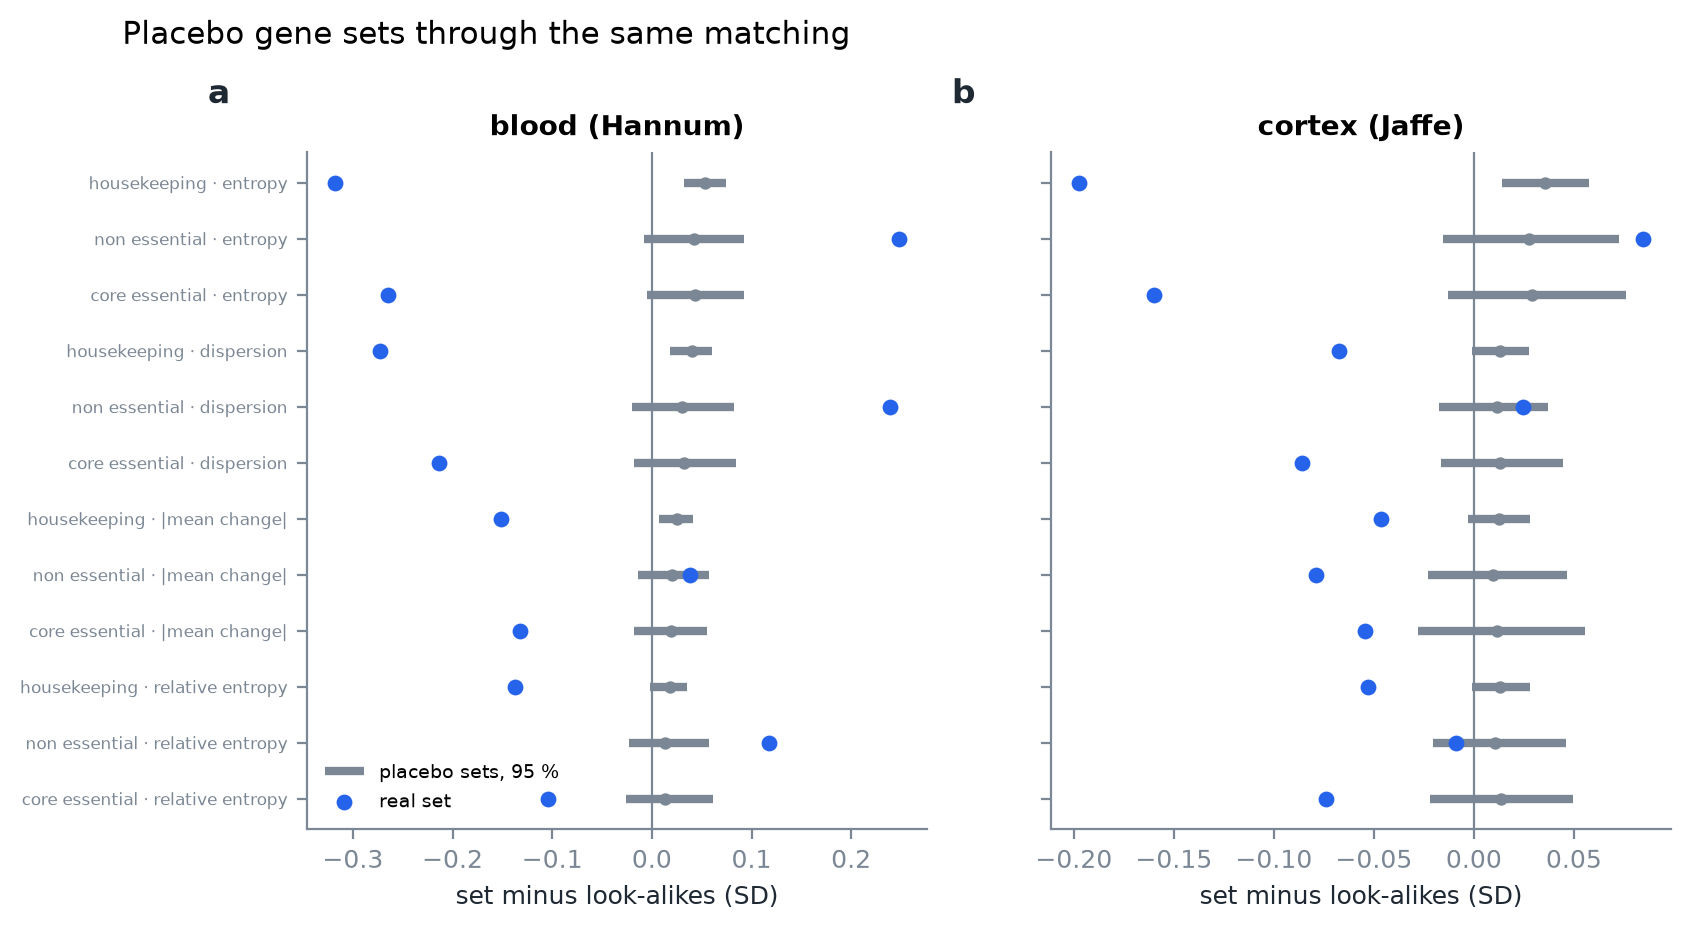 Placebo gene sets through the same matching
a
blood (Hannum)
housekeeping · entropy
non essential · entropy
core essential · entropy
housekeeping · dispersion
non essential · dispersion
core essential · dispersion
housekeeping · |mean change|
non essential · |mean change|
core essential · |mean change|
housekeeping · relative entropy
non essential · relative entropy
core essential · relative entropy
placebo sets, 95 %
real set
−0.3 −0.2 −0.1 0.0 0.1 0.2
set minus look-alikes (SD)
b
cortex (Jaffe)
−0.20 −0.15 −0.10 −0.05 0.00 0.05
set minus look-alikes (SD)